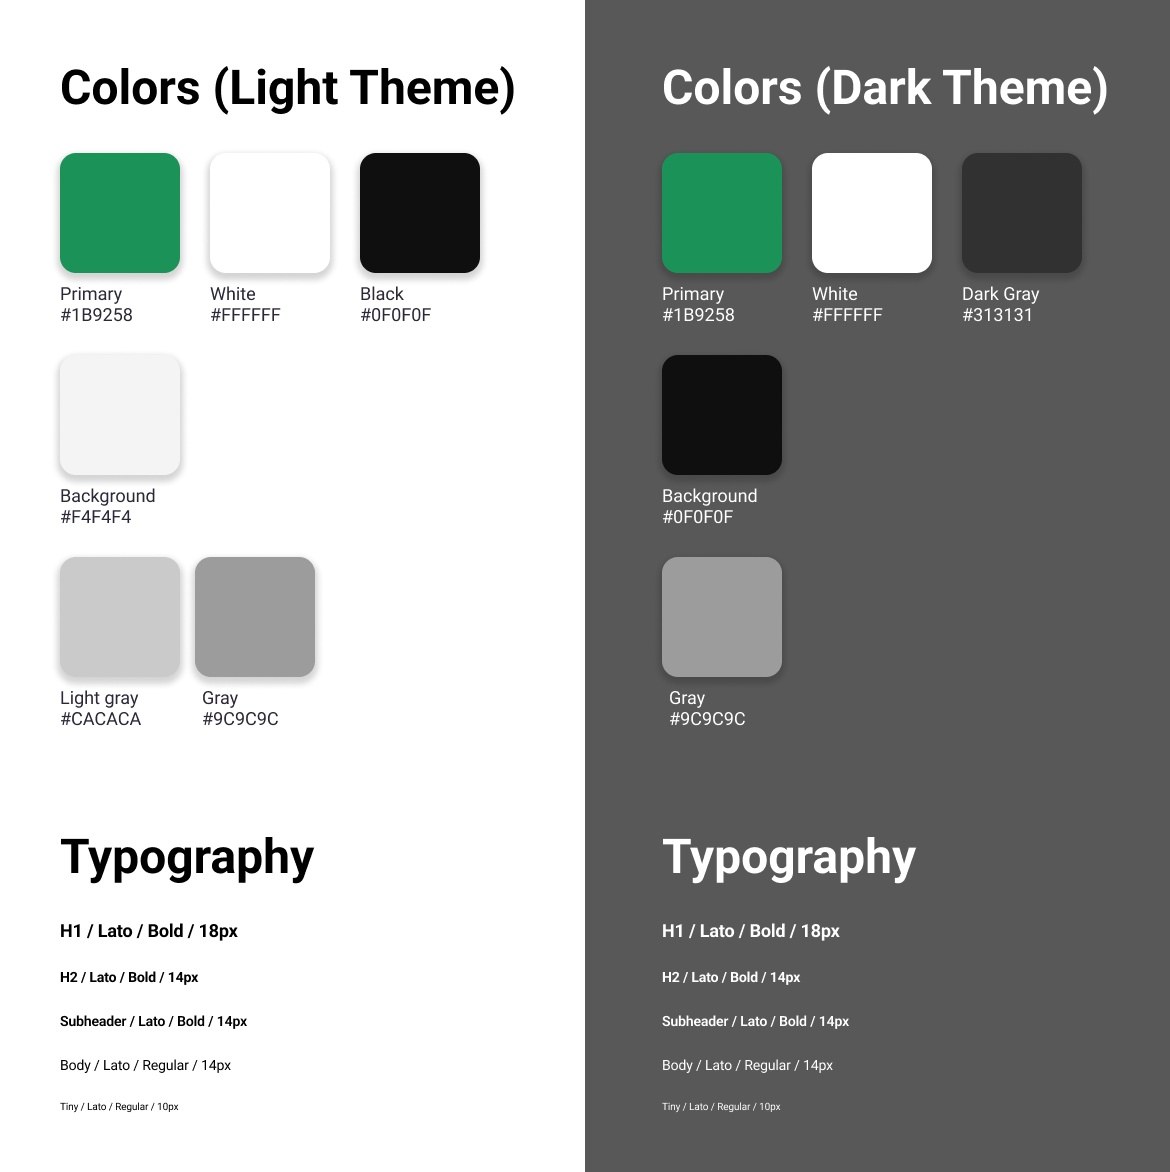 Colors (Light Theme)
Primary
#1B9258
White
#FFFFFF
Black
#0F0F0F
Background
#F4F4F4
Light gray
#CACACA
Gray
#9C9C9C
Typography
H1 / Lato / Bold / 18px
H2 / Lato / Bold / 14px
Subheader / Lato / Bold / 14px
Body / Lato / Regular / 14px
Tiny / Lato / Regular / 10px
Colors (Dark Theme)
Primary
#1B9258
White
#FFFFFF
Dark Gray
#313131
Background
#0F0F0F
Gray
#9C9C9C
Typography
H1 / Lato / Bold / 18px
H2 / Lato / Bold / 14px
Subheader / Lato / Bold / 14px
Body / Lato / Regular / 14px
Tiny / Lato / Regular / 10px